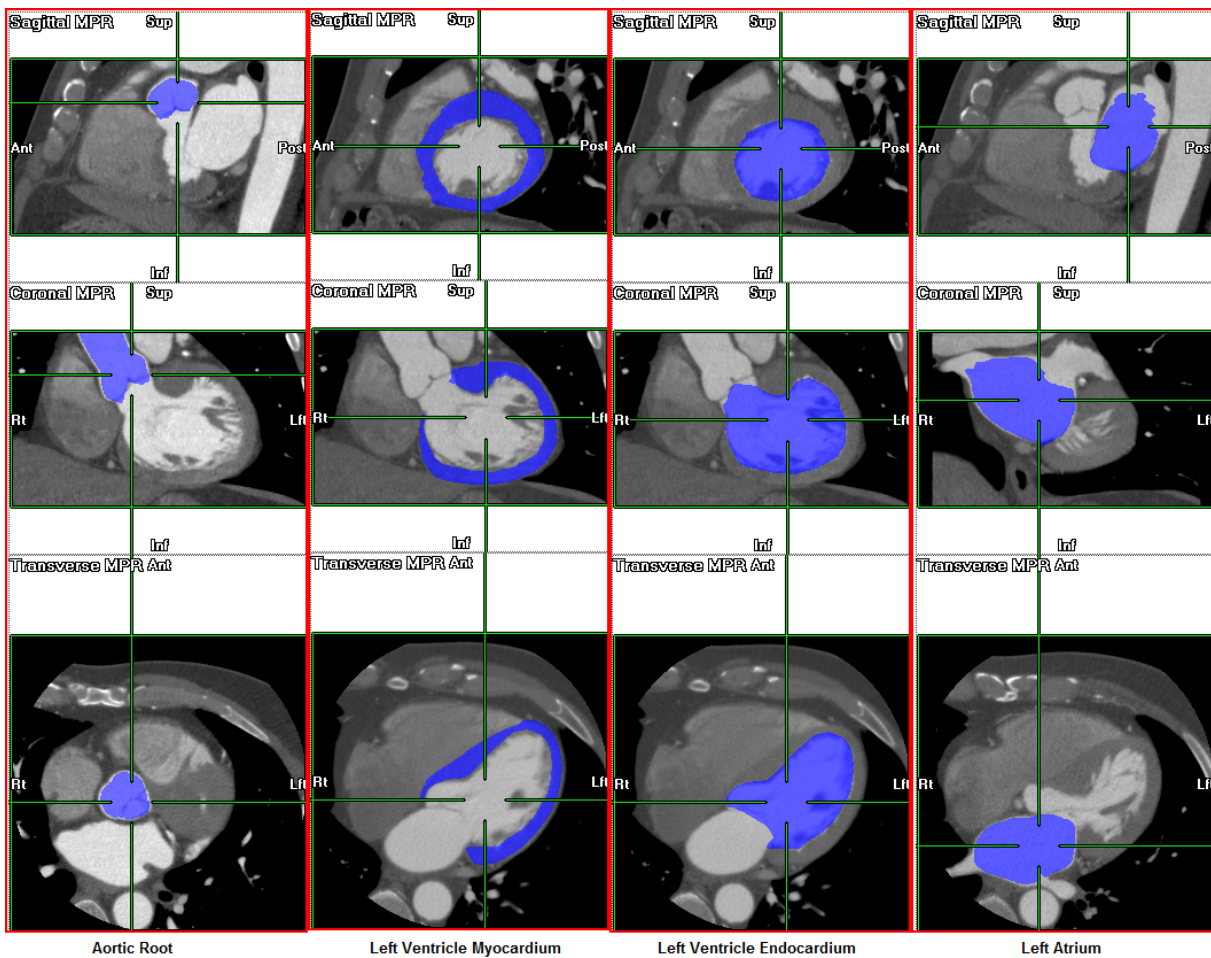 Sagittal MPR Sup Sagittal MPR Sup Sagittal MPR Sup Sagittal MPR Sup
Ant Post Ant Post Ant Post Ant Post
Inf Inf Inf Inf
Coronal MPR Sup Coronal MPR Sup Coronal MPR Sup Coronal MPR Sup
Rt Lft Rt Lft Rt Lft Rt Lft
Inf Inf Inf Inf
Transverse MPR Ant Transverse MPR Ant Transverse MPR Ant Transverse MPR Ant
Rt Lft Rt Lft Rt Lft Rt Lft
Aortic Root Left Ventricle Myocardium Left Ventricle Endocardium Left Atrium